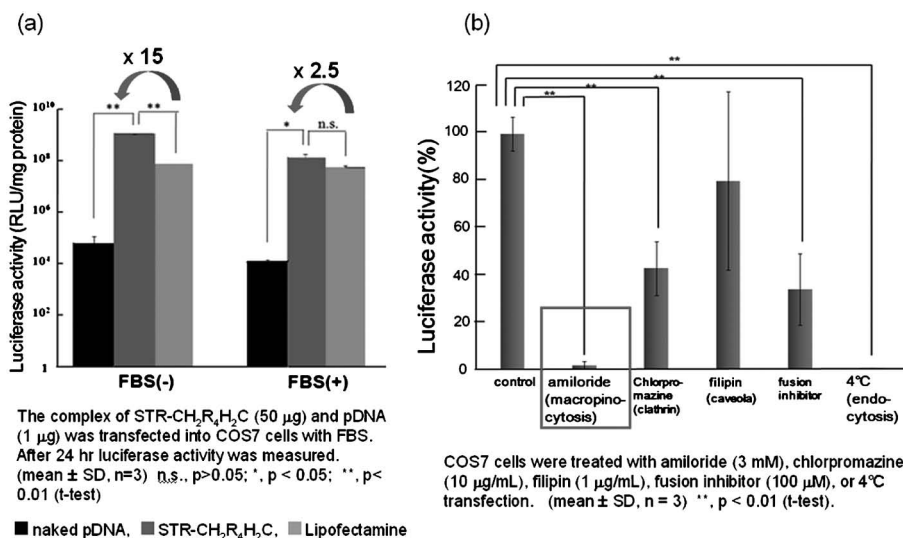 (a)
x 15
x 2.5
**
**
*
n.s.
Luciferase activity (RLU/mg protein)
10¹⁰
10⁸
10⁶
10⁴
10²
1
FBS(-)
FBS(+)
The complex of STR-CH₂R₄H₂C (50 μg) and pDNA
(1 μg) was transfected into COS7 cells with FBS.
After 24 hr luciferase activity was measured.
(mean ± SD, n=3) n.s., p>0.05; *, p < 0.05; **, p<
0.01 (t-test)
naked pDNA, STR-CH₂R₄H₂C, Lipofectamine
(b)
**
**
**
**
Luciferase activity(%)
120
100
80
60
40
20
0
control
amiloride
(macropino-
cytosis)
Chlorpro-
mazine
(clathrin)
filipin
(caveola)
fusion
inhibitor
4°C
(endo-
cytosis)
COS7 cells were treated with amiloride (3 mM), chlorpromazine
(10 μg/mL), filipin (1 μg/mL), fusion inhibitor (100 μM), or 4°C
transfection. (mean ± SD, n = 3) **, p < 0.01 (t-test).